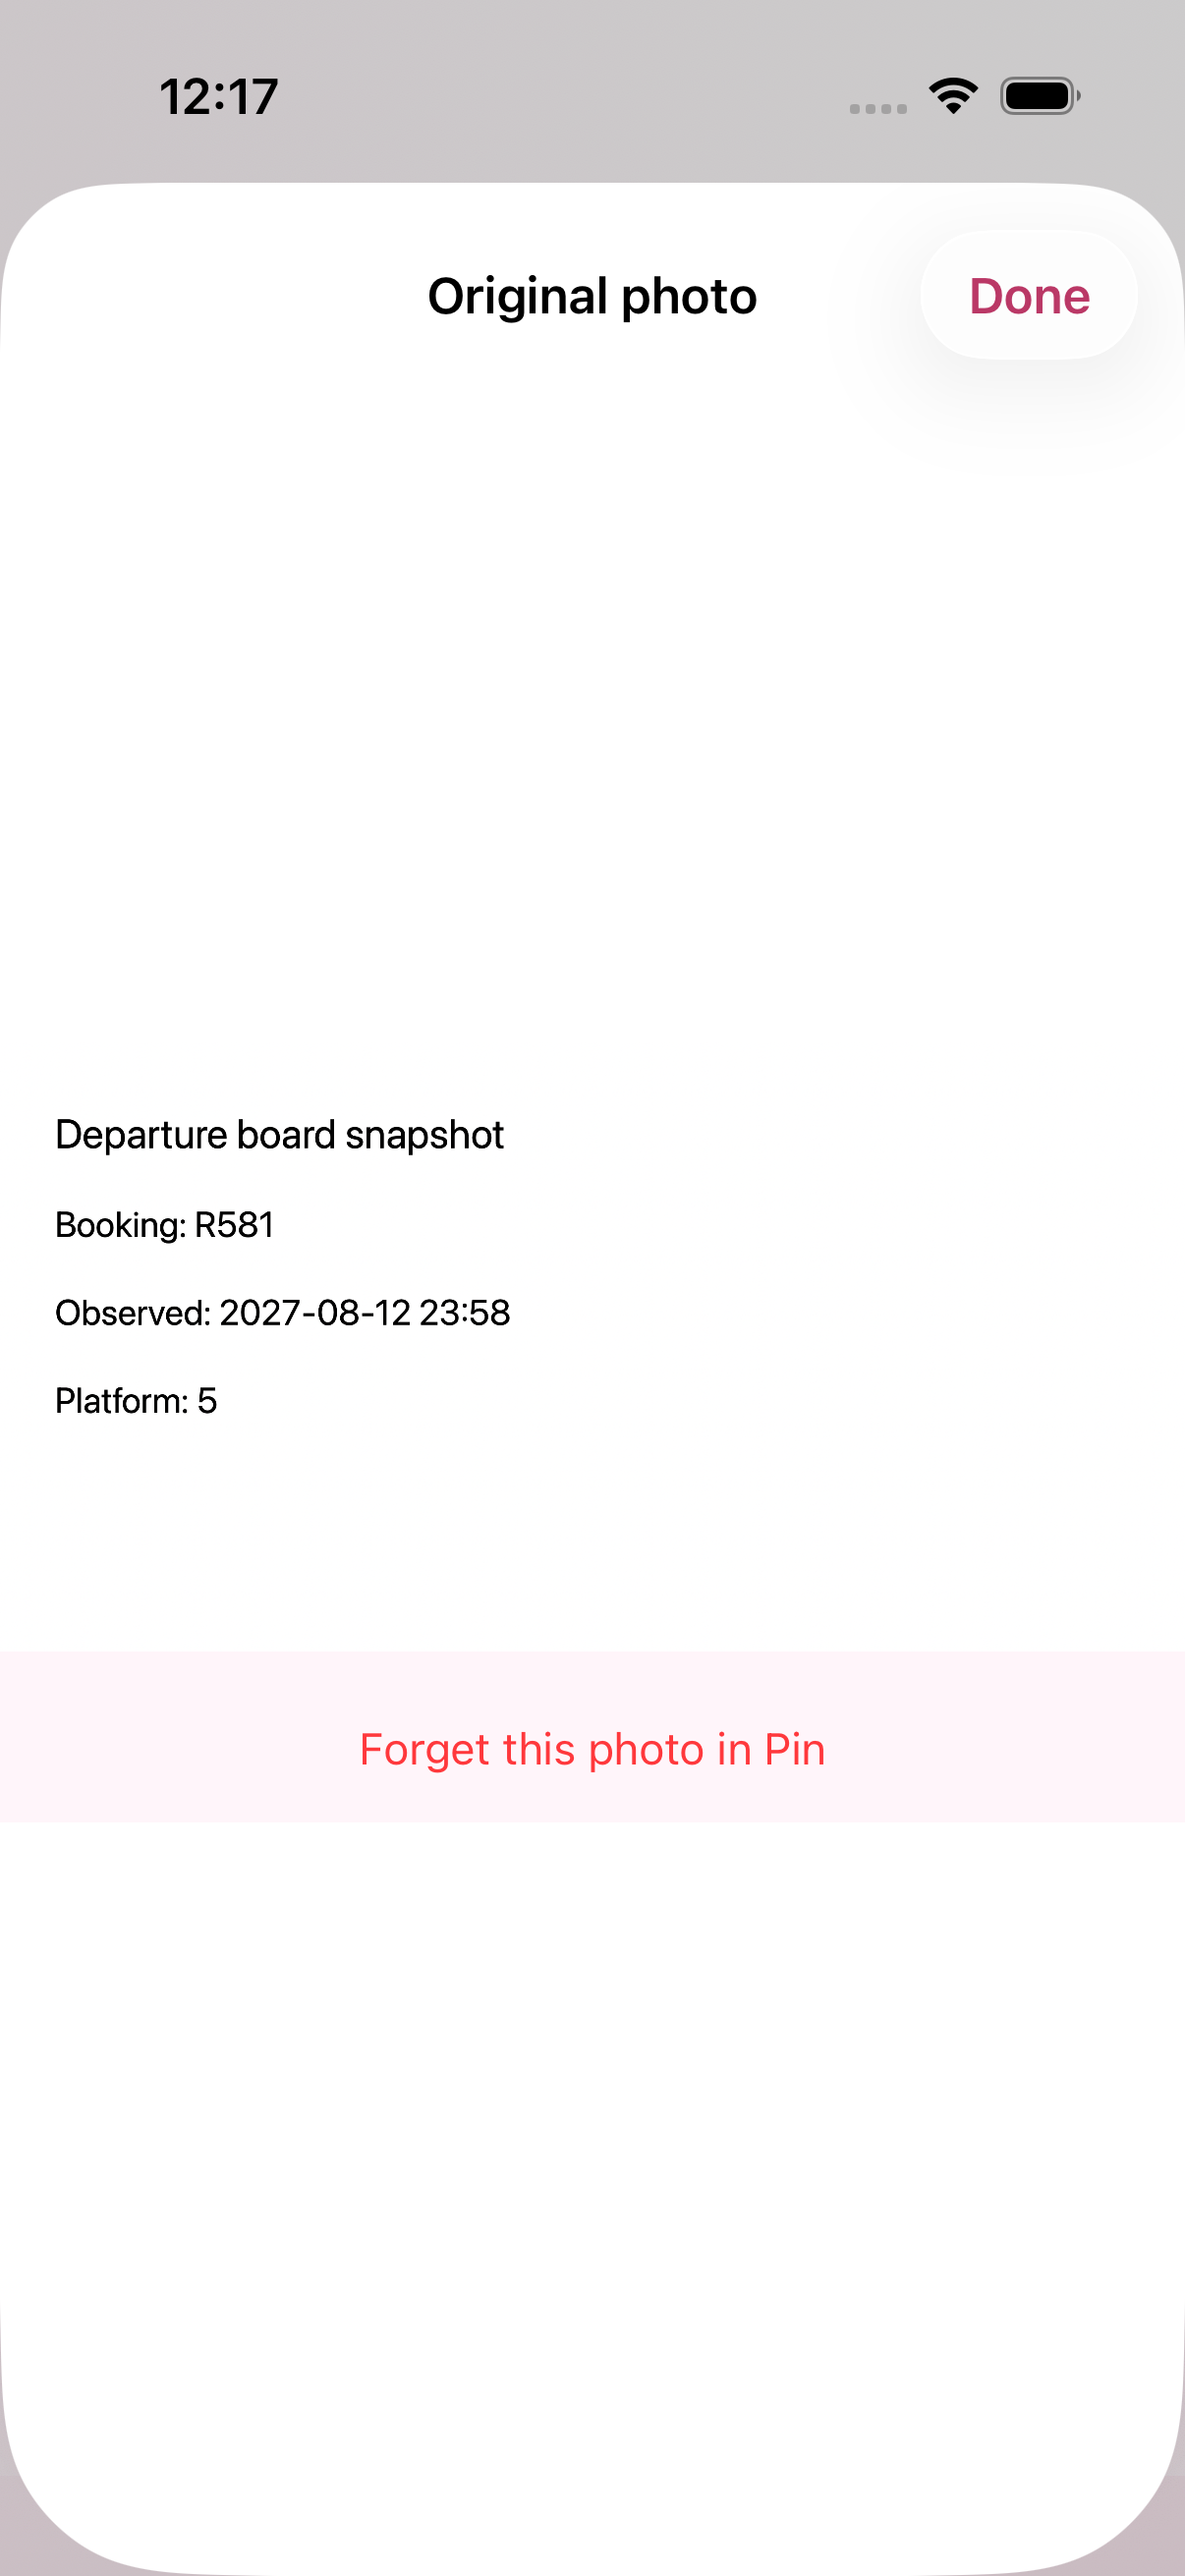 12:17
Original photo
Done
Departure board snapshot
Booking: R581
Observed: 2027-08-12 23:58
Platform: 5
Forget this photo in Pin